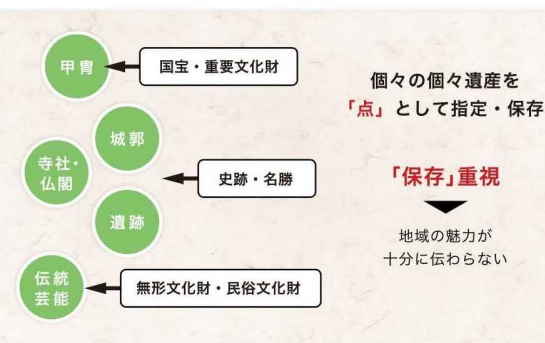 甲冑
国宝・重要文化財
城郭
寺社・
仏閣
史跡・名勝
遺跡
伝統
芸能
無形文化財・民俗文化財
個々の個々遺産を
「点」として指定・保存
「保存」重視
地域の魅力が
十分に伝わらない